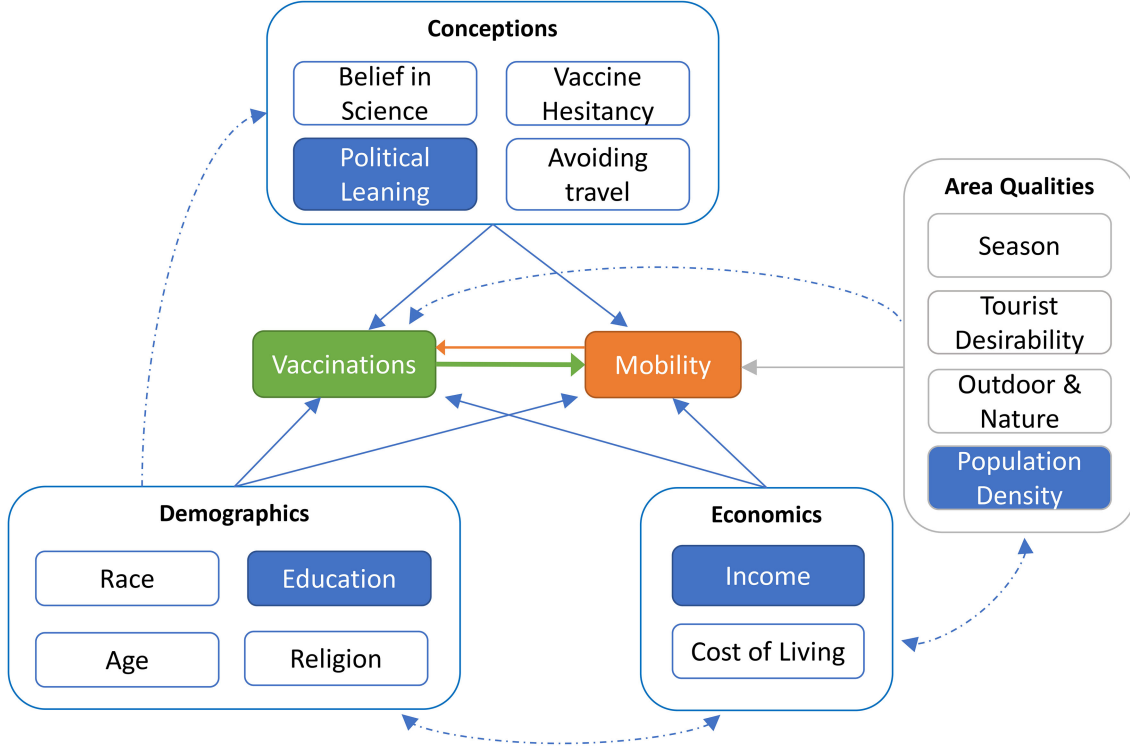 Conceptions
Belief in
Science
Vaccine
Hesitancy
Political
Leaning
Avoiding
travel
Area Qualities
Season
Tourist
Desirability
Outdoor &
Nature
Population
Density
Vaccinations
Mobility
Demographics
Race
Education
Age
Religion
Economics
Income
Cost of Living